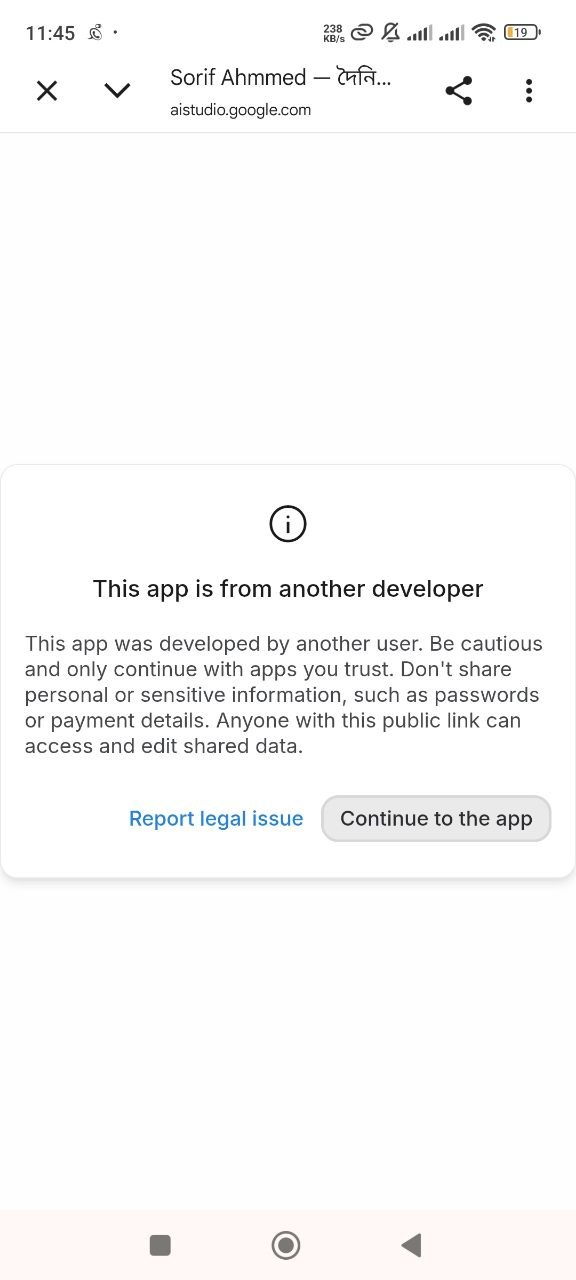 11:45
238
KB/s
19
Sorif Ahmmed — দৈনি...
aistudio.google.com
This app is from another developer
This app was developed by another user. Be cautious
and only continue with apps you trust. Don't share
personal or sensitive information, such as passwords
or payment details. Anyone with this public link can
access and edit shared data.
Report legal issue
Continue to the app